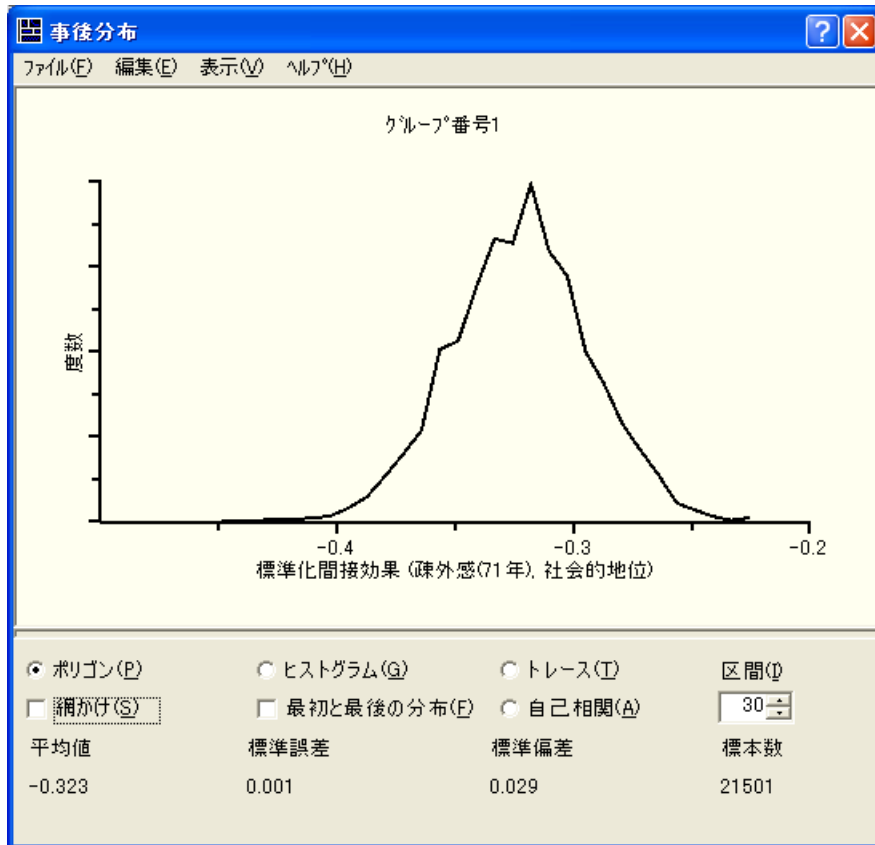 事後分布
ファイル(F) 編集(E) 表示(V) ヘルプ(H)
グループ番号1
度数
-0.4 -0.3 -0.2
標準化間接効果 (疎外感(71年), 社会的地位)
ポリゴン(P) ヒストグラム(G) トレース(T) 区間(I)
網かけ(S) 最初と最後の分布(F) 自己相関(A) 30
平均値 標準誤差 標準偏差 標本数
-0.323 0.001 0.029 21501